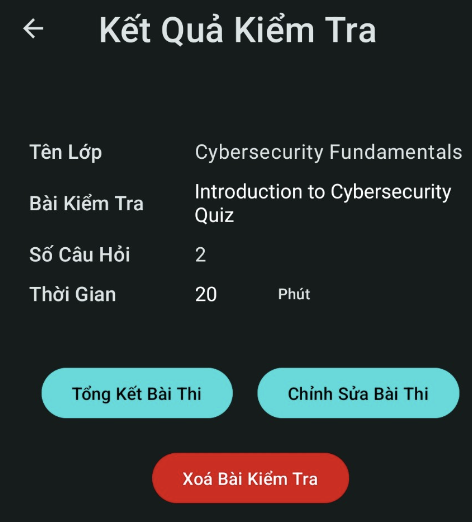 Kết Quả Kiểm Tra
Tên Lớp Cybersecurity Fundamentals
Bài Kiểm Tra Introduction to Cybersecurity
Quiz
Số Câu Hỏi 2
Thời Gian 20 Phút
Tổng Kết Bài Thi Chỉnh Sửa Bài Thi
Xoá Bài Kiểm Tra